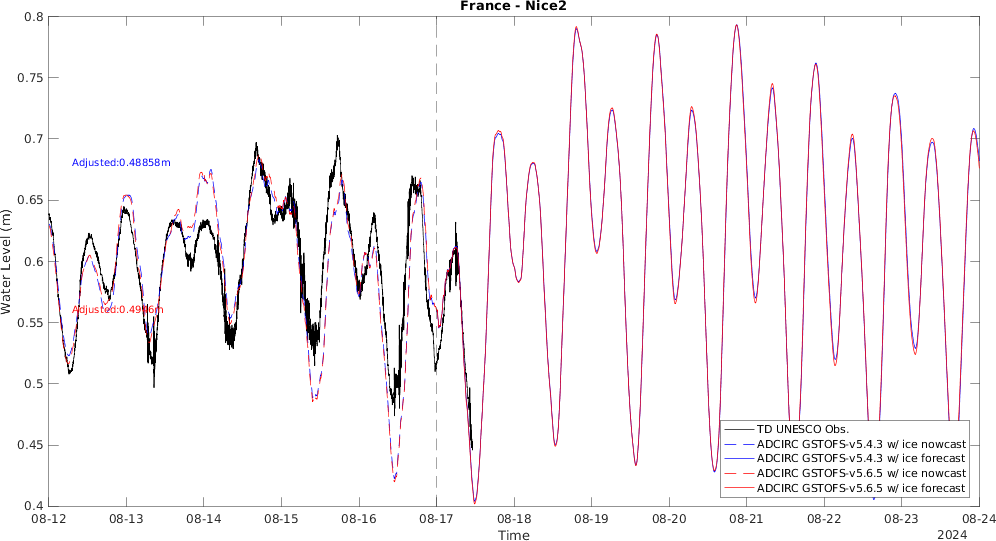 France - Nice2
0.8
0.75
0.7
0.65
0.6
0.55
0.5
0.45
0.4
Water Level (m)
Adjusted:0.48858m
TD UNESCO Obs.
ADCIRC GSTOFS-v5.4.3 w/ ice nowcast
ADCIRC GSTOFS-v5.4.3 w/ ice forecast
ADCIRC GSTOFS-v5.6.5 w/ ice nowcast
ADCIRC GSTOFS-v5.6.5 w/ ice forecast
08-12 08-13 08-14 08-15 08-16 08-17 08-18 08-19 08-20 08-21 08-22 08-23 08-24
Time
2024